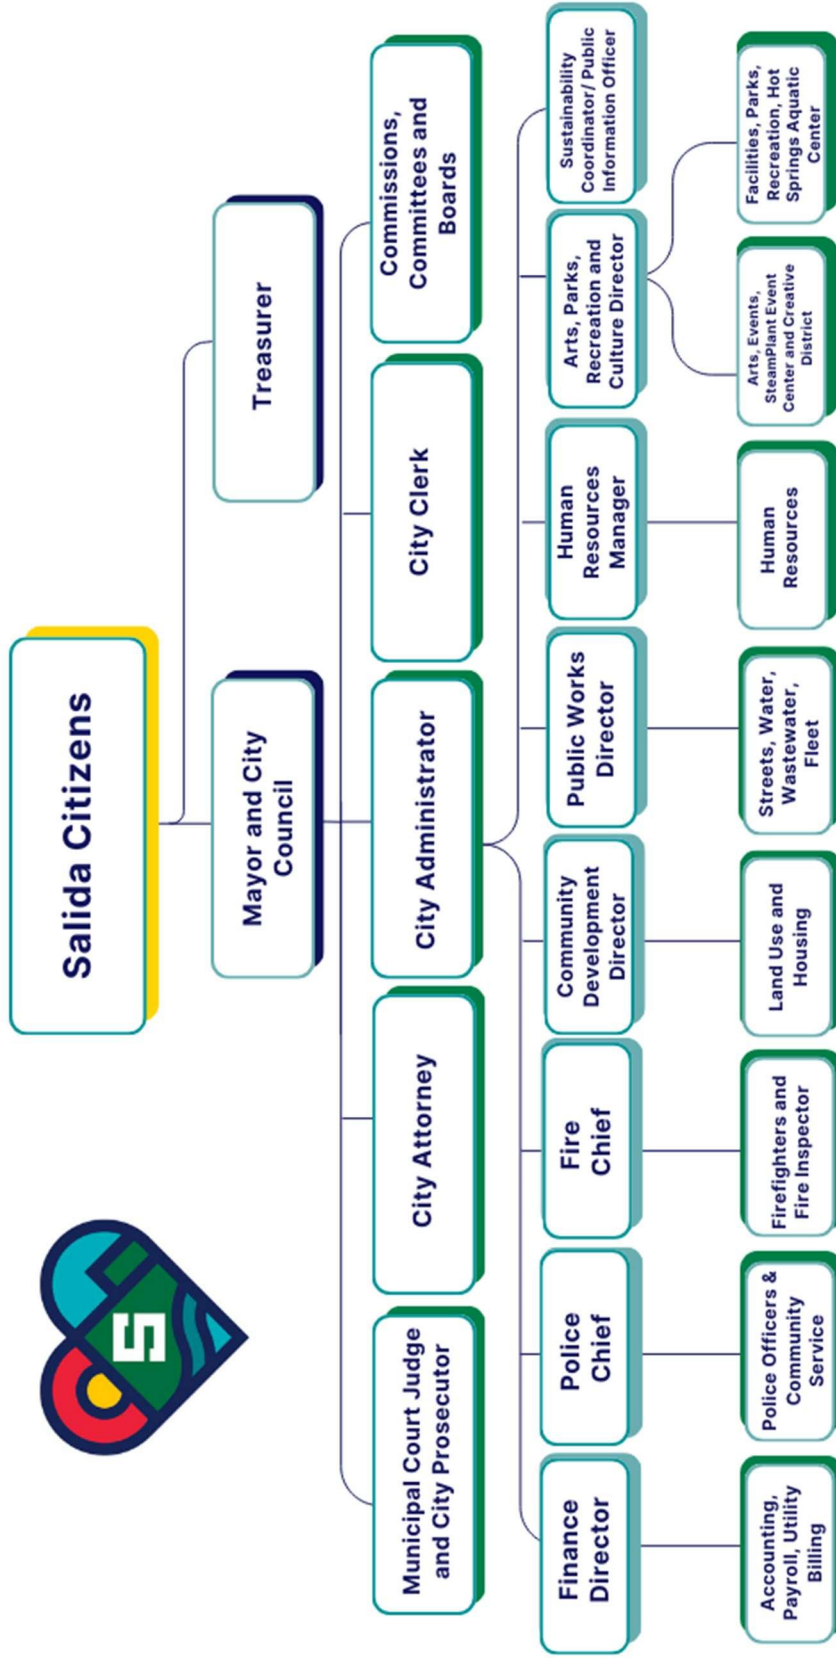 Salida Citizens
S
Mayor and City
Council
Treasurer
Municipal Court Judge
and City Prosecutor
City Attorney
City Administrator
City Clerk
Commissions,
Committees and
Boards
Finance
Director
Police
Chief
Fire
Chief
Community
Development
Director
Public Works
Director
Human
Resources
Manager
Arts, Parks,
Recreation and
Culture Director
Sustainability
Coordinator/ Public
Information Officer
Accounting,
Payroll, Utility
Billing
Police Officers &
Community
Service
Firefighters and
Fire Inspector
Land Use and
Housing
Streets, Water,
Wastewater,
Fleet
Human
Resources
Arts, Events,
SteamPlant Event
Center and Creative
District
Facilities, Parks,
Recreation, Hot
Springs Aquatic
Center